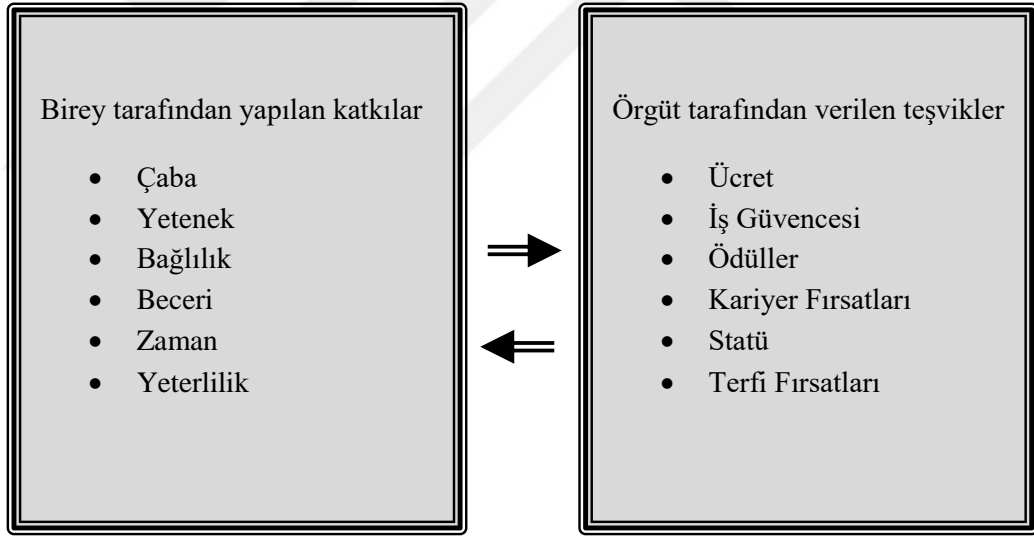 Birey tarafından yapılan katkılar
• Çaba
• Yetenek
• Bağlılık
• Beceri
• Zaman
• Yeterlilik
Örgüt tarafından verilen teşvikler
• Ücret
• İş Güvencesi
• Ödüller
• Kariyer Fırsatları
• Statü
• Terfi Fırsatları